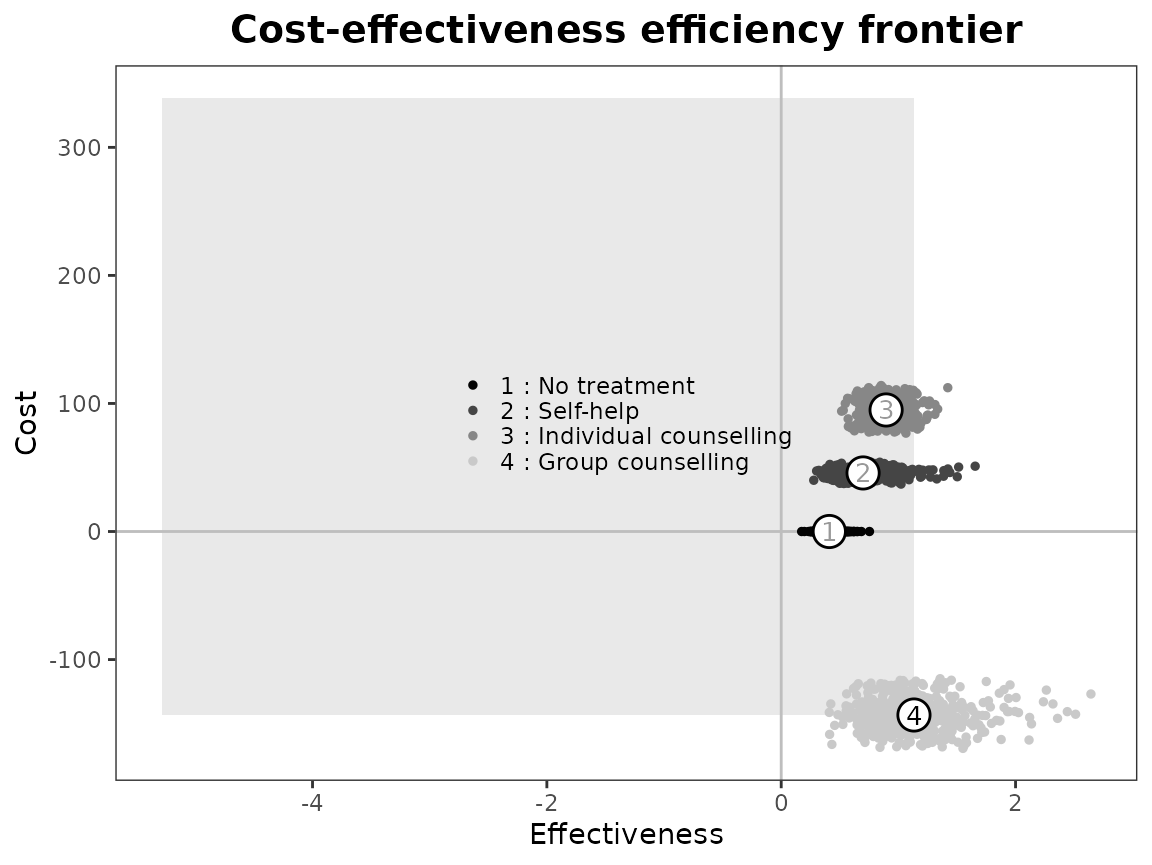 Cost-effectiveness efficiency frontier
300
200
100
0
-100
Cost
1 : No treatment
2 : Self-help
3 : Individual counselling
4 : Group counselling
3
2
1
4
-4
-2
0
2
Effectiveness